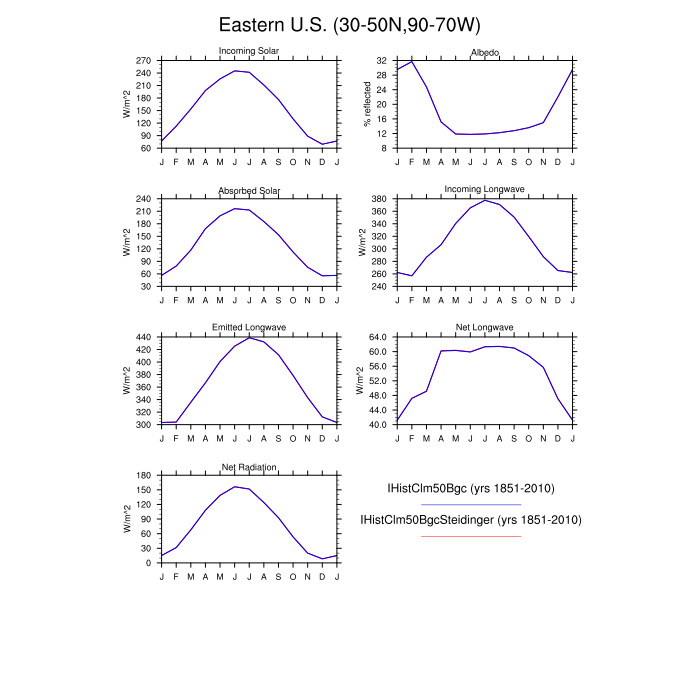 Eastern U.S. (30-50N,90-70W)
Incoming Solar
W/m^2
270
240
210
180
150
120
90
60
J F M A M J J A S O N D J
Albedo
% reflected
32
28
24
20
16
12
8
J F M A M J J A S O N D J
Absorbed Solar
W/m^2
240
210
180
150
120
90
60
30
J F M A M J J A S O N D J
Incoming Longwave
W/m^2
380
360
340
320
300
280
260
240
J F M A M J J A S O N D J
Emitted Longwave
W/m^2
440
420
400
380
360
340
320
300
J F M A M J J A S O N D J
Net Longwave
W/m^2
64.0
60.0
56.0
52.0
48.0
44.0
40.0
J F M A M J J A S O N D J
Net Radiation
W/m^2
180
150
120
90
60
30
0
J F M A M J J A S O N D J
IHistClm50Bgc (yrs 1851-2010)
IHistClm50BgcSteidinger (yrs 1851-2010)